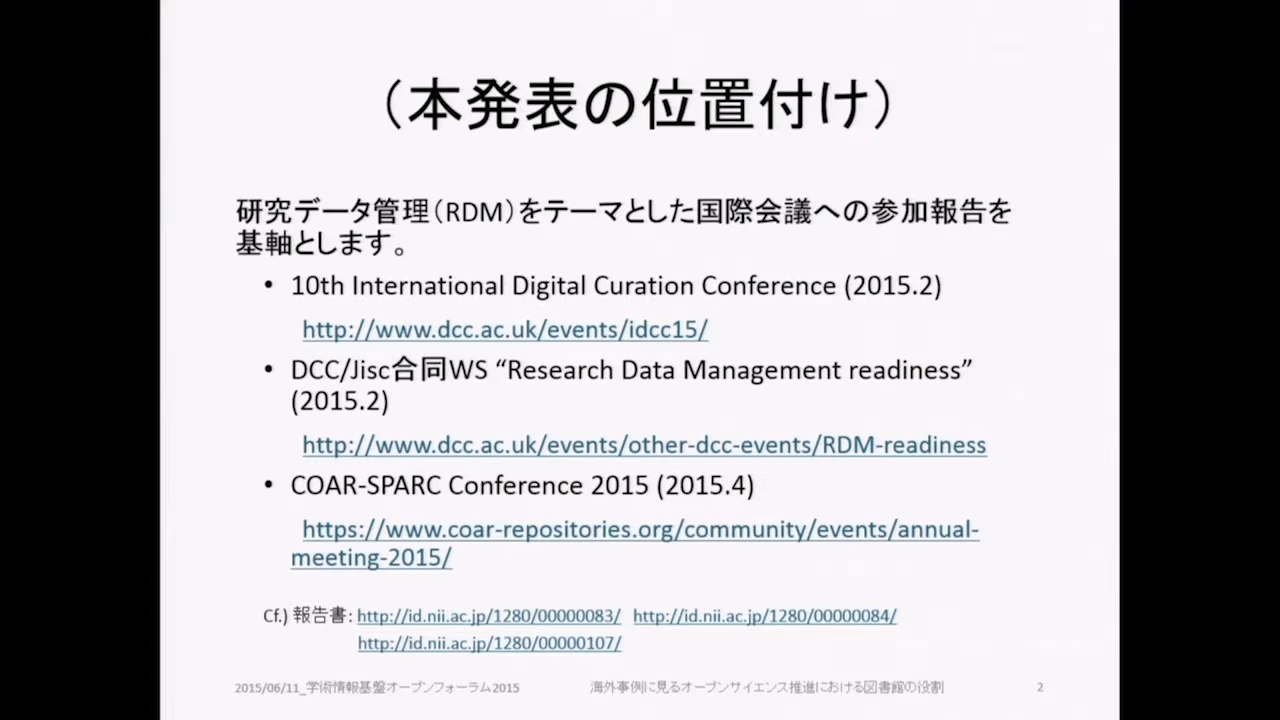 （本発表の位置付け）
研究データ管理（RDM）をテーマとした国際会議への参加報告を
基軸とします。
• 10th International Digital Curation Conference (2015.2)
http://www.dcc.ac.uk/events/idcc15/
• DCC/Jisc合同WS “Research Data Management readiness”
(2015.2)
http://www.dcc.ac.uk/events/other-dcc-events/RDM-readiness
• COAR-SPARC Conference 2015 (2015.4)
https://www.coar-repositories.org/community/events/annual-
meeting-2015/
Cf.) 報告書: http://id.nii.ac.jp/1280/00000083/ http://id.nii.ac.jp/1280/00000084/
http://id.nii.ac.jp/1280/00000107/
2015/06/11_学術情報基盤オープンフォーラム2015 海外事例に見るオープンサイエンス推進における図書館の役割 2